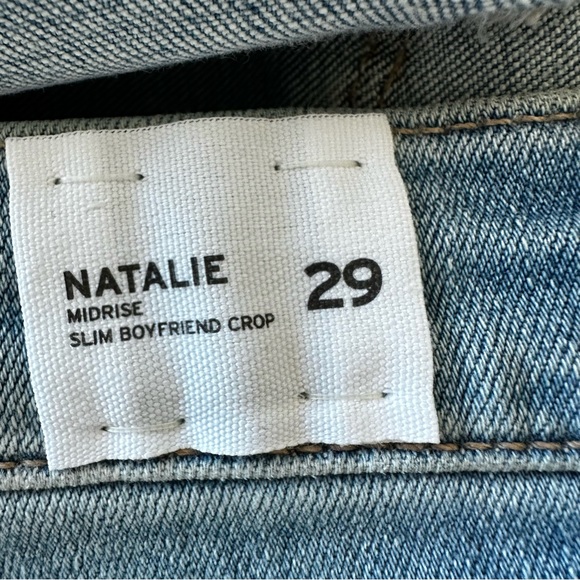 NATALIE
MIDRISE
SLIM BOYFRIEND CROP
29